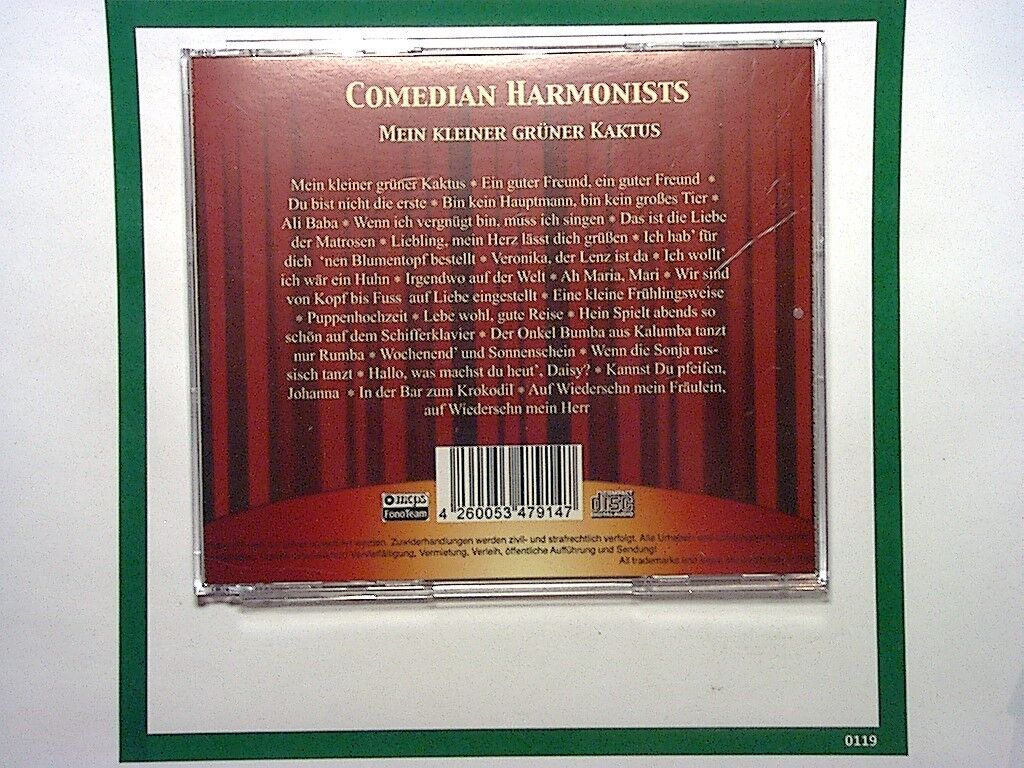 COMEDIAN HARMONISTS
MEIN KLEINER GRÜNER KAKTUS
Mein kleiner grüner Kaktus * Ein guter Freund, ein guter Freund *
Du bist nicht die erste * Bin kein Hauptmann, bin kein großes Tier *
Ali Baba * Wenn ich vergnügt bin, muss ich singen * Das ist die Liebe
der Matrosen * Liebling, mein Herz lässt dich grüßen * Ich hab' für
dich 'nen Blumentopf bestellt * Veronika, der Lenz ist da * Ich wollt'
ich wär ein Huhn * Irgendwo auf der Welt * Ah Maria, Mari * Wir sind
von Kopf bis Fuss auf Liebe eingestellt * Eine kleine Frühlingsweise
* Puppenhochzeit * Lebe wohl, gute Reise * Hein Spielt abends so
schön auf dem Schifferklavier * Der Onkel Bumba aus Kalumba tanzt
nur Rumba * Wochenend' und Sonnenschein * Wenn die Sonja rus-
sisch tanzt * Hallo, was machst du heut', Daisy? * Kannst Du pfeifen,
Johanna * In der Bar zum Krokodil * Auf Wiedersehn mein Fräulein,
auf Wiedersehn mein Herr
mcps
FonoTeam
4 260053 479147
COMPACT
disc
werden. Zuwiderhandlungen werden zivil- und strafrechtlich verfolgt. Alle
Vervielfältigung, Vermietung, Verleih, öffentliche Aufführung und Sendung!
All trademarks and
0119